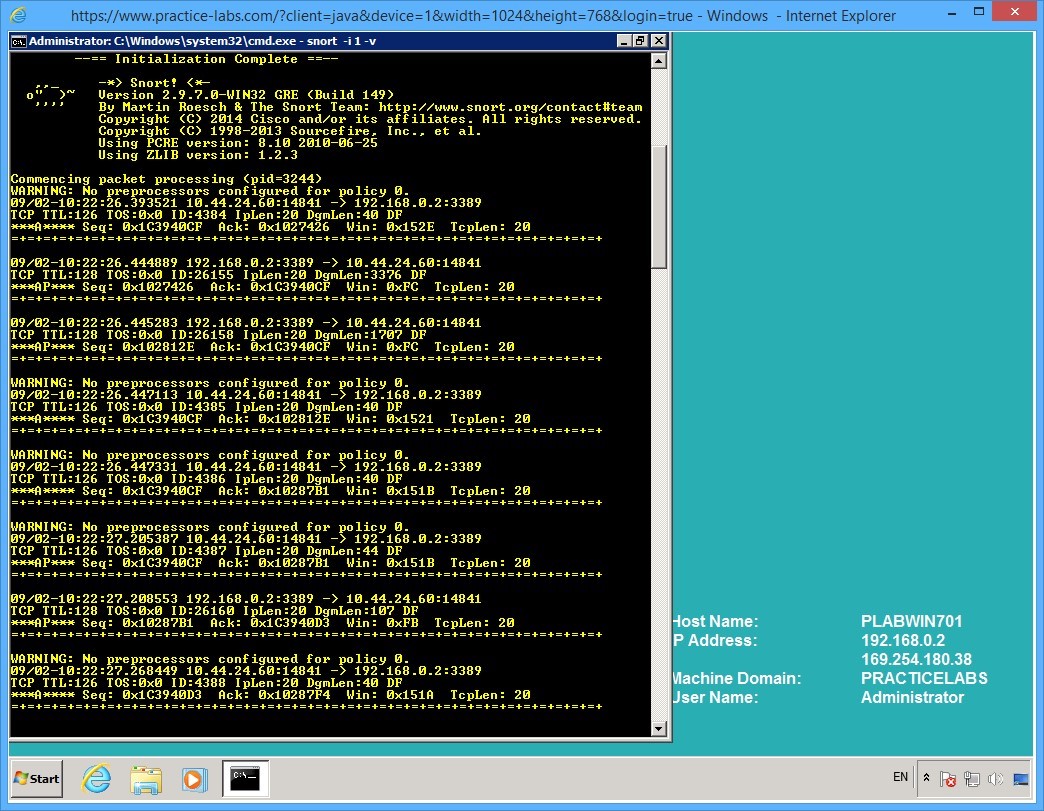 https://www.practice-labs.com/?client=java&device=1&width=1024&height=768&login=true - Windows - Internet Explorer
Administrator: C:\Windows\system32\cmd.exe - snort -i 1 -v
--== Initialization Complete ==--
,,_ -*> Snort! <*-
o" )~ Version 2.9.7.0-WIN32 GRE (Build 149)
'''' By Martin Roesch & The Snort Team: http://www.snort.org/contact#team
Copyright (C) 2014 Cisco and/or its affiliates. All rights reserved.
Copyright (C) 1998-2013 Sourcefire, Inc., et al.
Using PCRE version: 8.10 2010-06-25
Using ZLIB version: 1.2.3
Commencing packet processing (pid=3244)
WARNING: No preprocessors configured for policy 0.
09/02-10:22:26.393521 10.44.24.60:14841 -> 192.168.0.2:3389
TCP TTL:126 TOS:0x0 ID:4384 IpLen:20 DgmLen:40 DF
***A**** Seq: 0x1C3940CF Ack: 0x1027426 Win: 0x152E TcpLen: 20
=+=+=+=+=+=+=+=+=+=+=+=+=+=+=+=+=+=+=+=+=+=+=+=+=+=+=+=+=+=+=+=+=+=+=+=+=+
09/02-10:22:26.444889 192.168.0.2:3389 -> 10.44.24.60:14841
TCP TTL:128 TOS:0x0 ID:26155 IpLen:20 DgmLen:3376 DF
***AP*** Seq: 0x1027426 Ack: 0x1C3940CF Win: 0xFC TcpLen: 20
=+=+=+=+=+=+=+=+=+=+=+=+=+=+=+=+=+=+=+=+=+=+=+=+=+=+=+=+=+=+=+=+=+=+=+=+=+
09/02-10:22:26.445283 192.168.0.2:3389 -> 10.44.24.60:14841
TCP TTL:128 TOS:0x0 ID:26158 IpLen:20 DgmLen:1707 DF
***AP*** Seq: 0x102812E Ack: 0x1C3940CF Win: 0xFC TcpLen: 20
=+=+=+=+=+=+=+=+=+=+=+=+=+=+=+=+=+=+=+=+=+=+=+=+=+=+=+=+=+=+=+=+=+=+=+=+=+
WARNING: No preprocessors configured for policy 0.
09/02-10:22:26.447113 10.44.24.60:14841 -> 192.168.0.2:3389
TCP TTL:126 TOS:0x0 ID:4385 IpLen:20 DgmLen:40 DF
***A**** Seq: 0x1C3940CF Ack: 0x102812E Win: 0x1521 TcpLen: 20
=+=+=+=+=+=+=+=+=+=+=+=+=+=+=+=+=+=+=+=+=+=+=+=+=+=+=+=+=+=+=+=+=+=+=+=+=+
WARNING: No preprocessors configured for policy 0.
09/02-10:22:26.447331 10.44.24.60:14841 -> 192.168.0.2:3389
TCP TTL:126 TOS:0x0 ID:4386 IpLen:20 DgmLen:40 DF
***A**** Seq: 0x1C3940CF Ack: 0x10287B1 Win: 0x151B TcpLen: 20
=+=+=+=+=+=+=+=+=+=+=+=+=+=+=+=+=+=+=+=+=+=+=+=+=+=+=+=+=+=+=+=+=+=+=+=+=+
WARNING: No preprocessors configured for policy 0.
09/02-10:22:27.205387 10.44.24.60:14841 -> 192.168.0.2:3389
TCP TTL:126 TOS:0x0 ID:4387 IpLen:20 DgmLen:44 DF
***AP*** Seq: 0x1C3940CF Ack: 0x10287B1 Win: 0x151B TcpLen: 20
=+=+=+=+=+=+=+=+=+=+=+=+=+=+=+=+=+=+=+=+=+=+=+=+=+=+=+=+=+=+=+=+=+=+=+=+=+
09/02-10:22:27.208553 192.168.0.2:3389 -> 10.44.24.60:14841
TCP TTL:128 TOS:0x0 ID:26160 IpLen:20 DgmLen:107 DF
***AP*** Seq: 0x10287B1 Ack: 0x1C3940D3 Win: 0xFB TcpLen: 20
=+=+=+=+=+=+=+=+=+=+=+=+=+=+=+=+=+=+=+=+=+=+=+=+=+=+=+=+=+=+=+=+=+=+=+=+=+
WARNING: No preprocessors configured for policy 0.
09/02-10:22:27.268449 10.44.24.60:14841 -> 192.168.0.2:3389
TCP TTL:126 TOS:0x0 ID:4388 IpLen:20 DgmLen:40 DF
***A**** Seq: 0x1C3940D3 Ack: 0x10287F4 Win: 0x151A TcpLen: 20
=+=+=+=+=+=+=+=+=+=+=+=+=+=+=+=+=+=+=+=+=+=+=+=+=+=+=+=+=+=+=+=+=+=+=+=+=+
Host Name: PLABWIN701
P Address: 192.168.0.2
169.254.180.38
Machine Domain: PRACTICELABS
User Name: Administrator
Start
C:\
EN